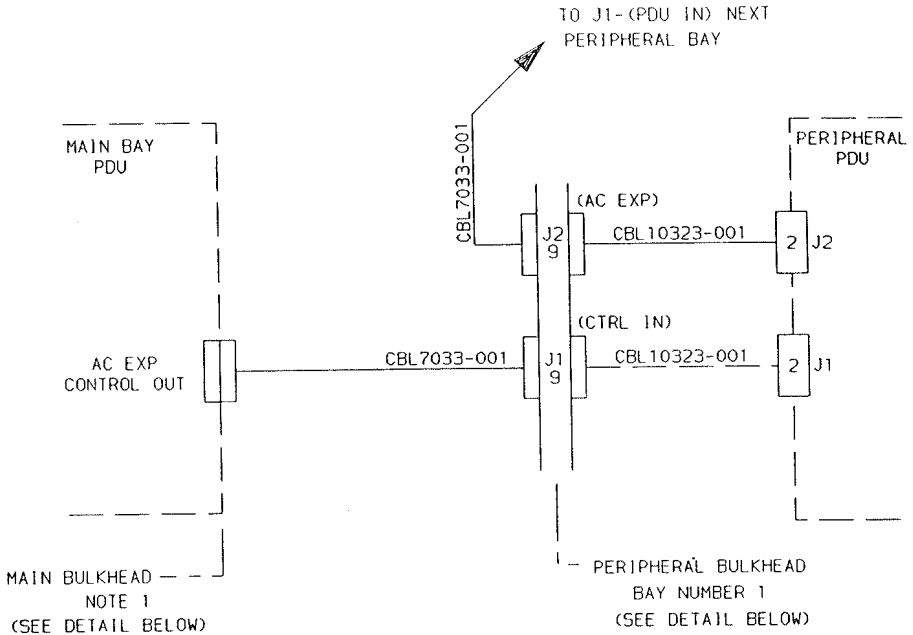 TO J1-(PDU IN) NEXT
PERIPHERAL BAY
MAIN BAY
PDU
CBL7033-001
PERIPHERAL
PDU
(AC EXP)
J2
9
CBL10323-001
2
J2
(CTRL IN)
AC EXP
CONTROL OUT
CBL7033-001
J1
9
CBL10323-001
2
J1
MAIN BULKHEAD
NOTE 1
(SEE DETAIL BELOW)
PERIPHERAL BULKHEAD
BAY NUMBER 1
(SEE DETAIL BELOW)